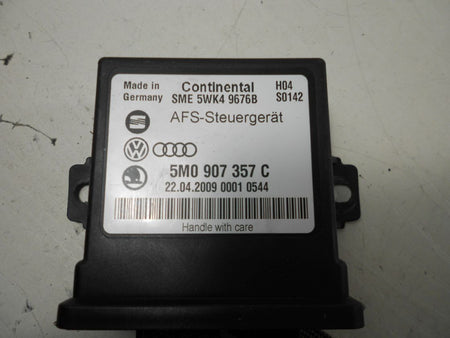 Made in Continental H04
Germany SME 5WK4 9676B S0142
AFS-Steuergerät
5M0 907 357 C
22.04.2009 0001 0544
Handle with care